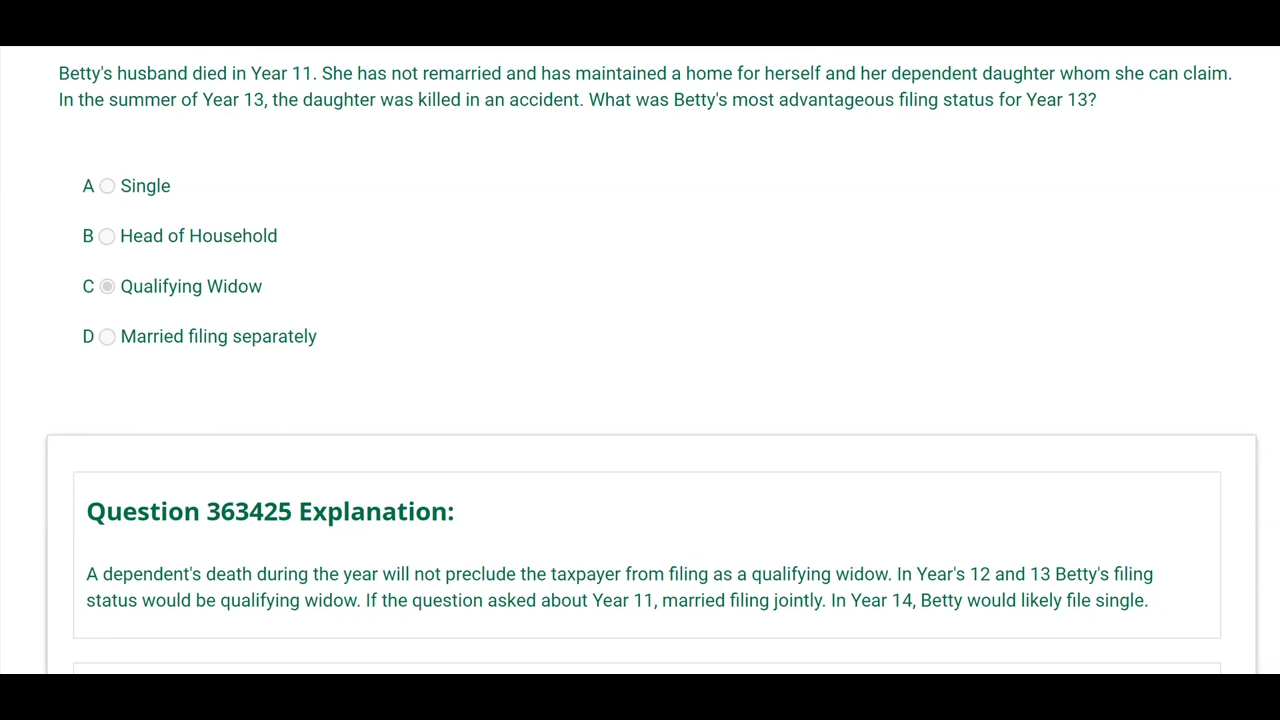 Betty's husband died in Year 11. She has not remarried and has maintained a home for herself and her dependent daughter whom she can claim.
In the summer of Year 13, the daughter was killed in an accident. What was Betty's most advantageous filing status for Year 13?
A Single
B Head of Household
C Qualifying Widow
D Married filing separately
Question 363425 Explanation:
A dependent's death during the year will not preclude the taxpayer from filing as a qualifying widow. In Year's 12 and 13 Betty's filing
status would be qualifying widow. If the question asked about Year 11, married filing jointly. In Year 14, Betty would likely file single.